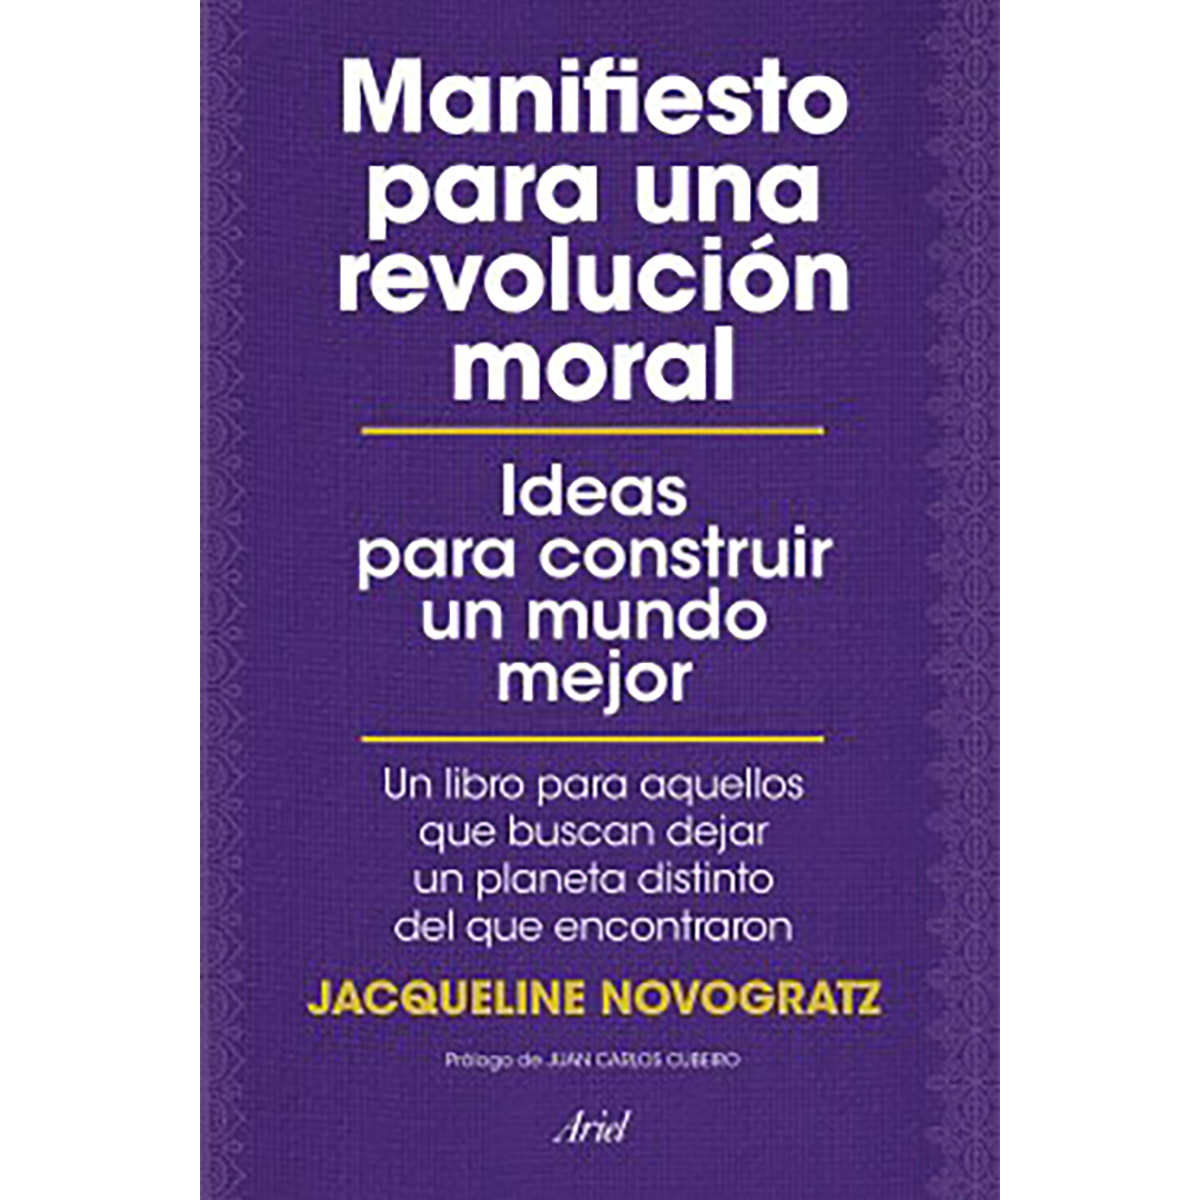 Manifiesto
para una
revolución
moral
Ideas
para construir
un mundo
mejor
Un libro para aquellos
que buscan dejar
un planeta distinto
del que encontraron
JACQUELINE NOVOGRATZ
Prólogo de JUAN CARLOS CUBEIRO
Ariel